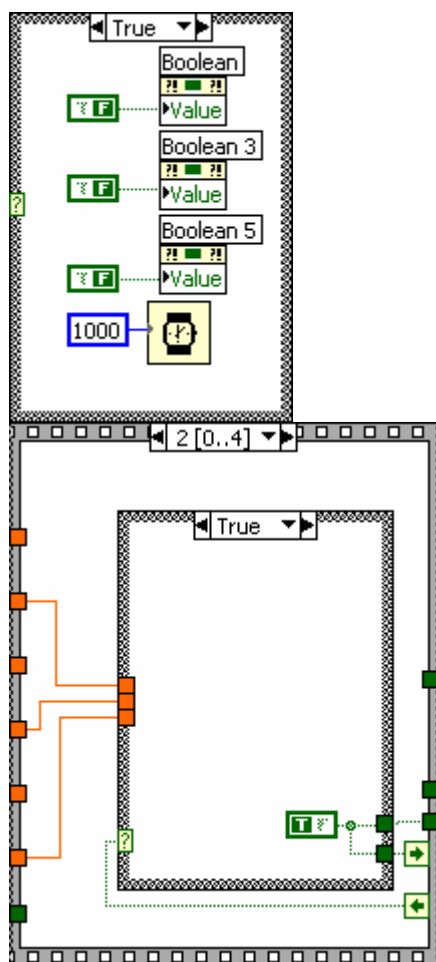 True
Boolean
?! ?!
F
Value
Boolean 3
?! ?!
F
Value
?
Boolean 5
?! ?!
F
Value
1000
2 [0..4]
True
T
?